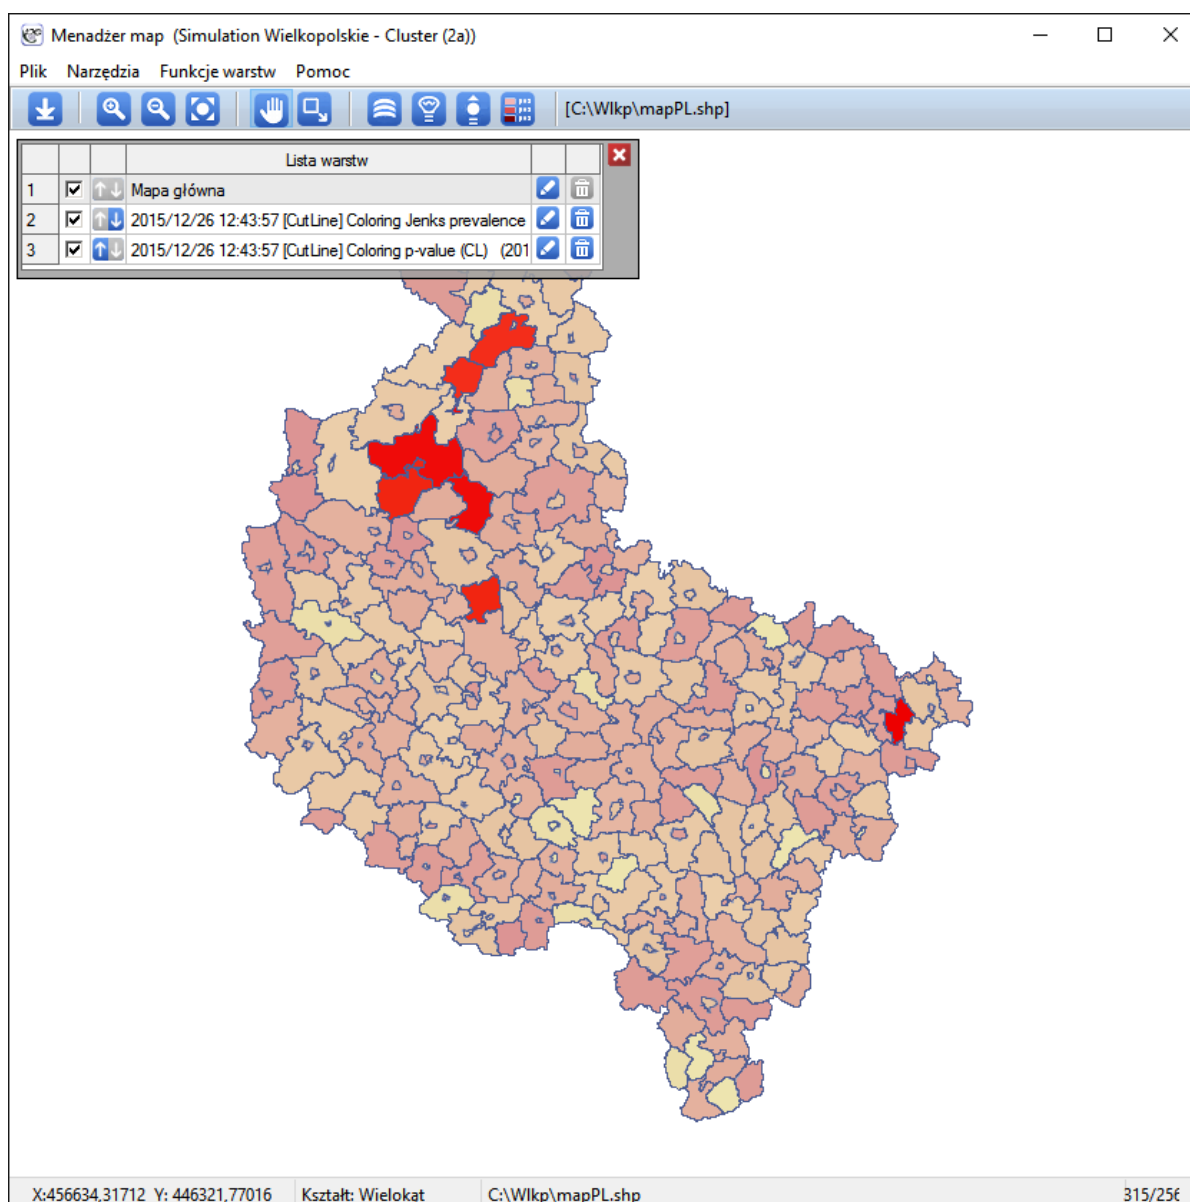 Menadżer map (Simulation Wielkopolskie - Cluster (2a))
Plik Narzędzia Funkcje warstw Pomoc
[C:\Wlkp\mapPL.shp]
Lista warstw
1 Mapa główna
2 2015/12/26 12:43:57 [CutLine] Coloring Jenks prevalence
3 2015/12/26 12:43:57 [CutLine] Coloring p-value (CL) (201
X:456634,31712 Y: 446321,77016 Kształt: Wielokąt C:\Wlkp\mapPL.shp 315/256